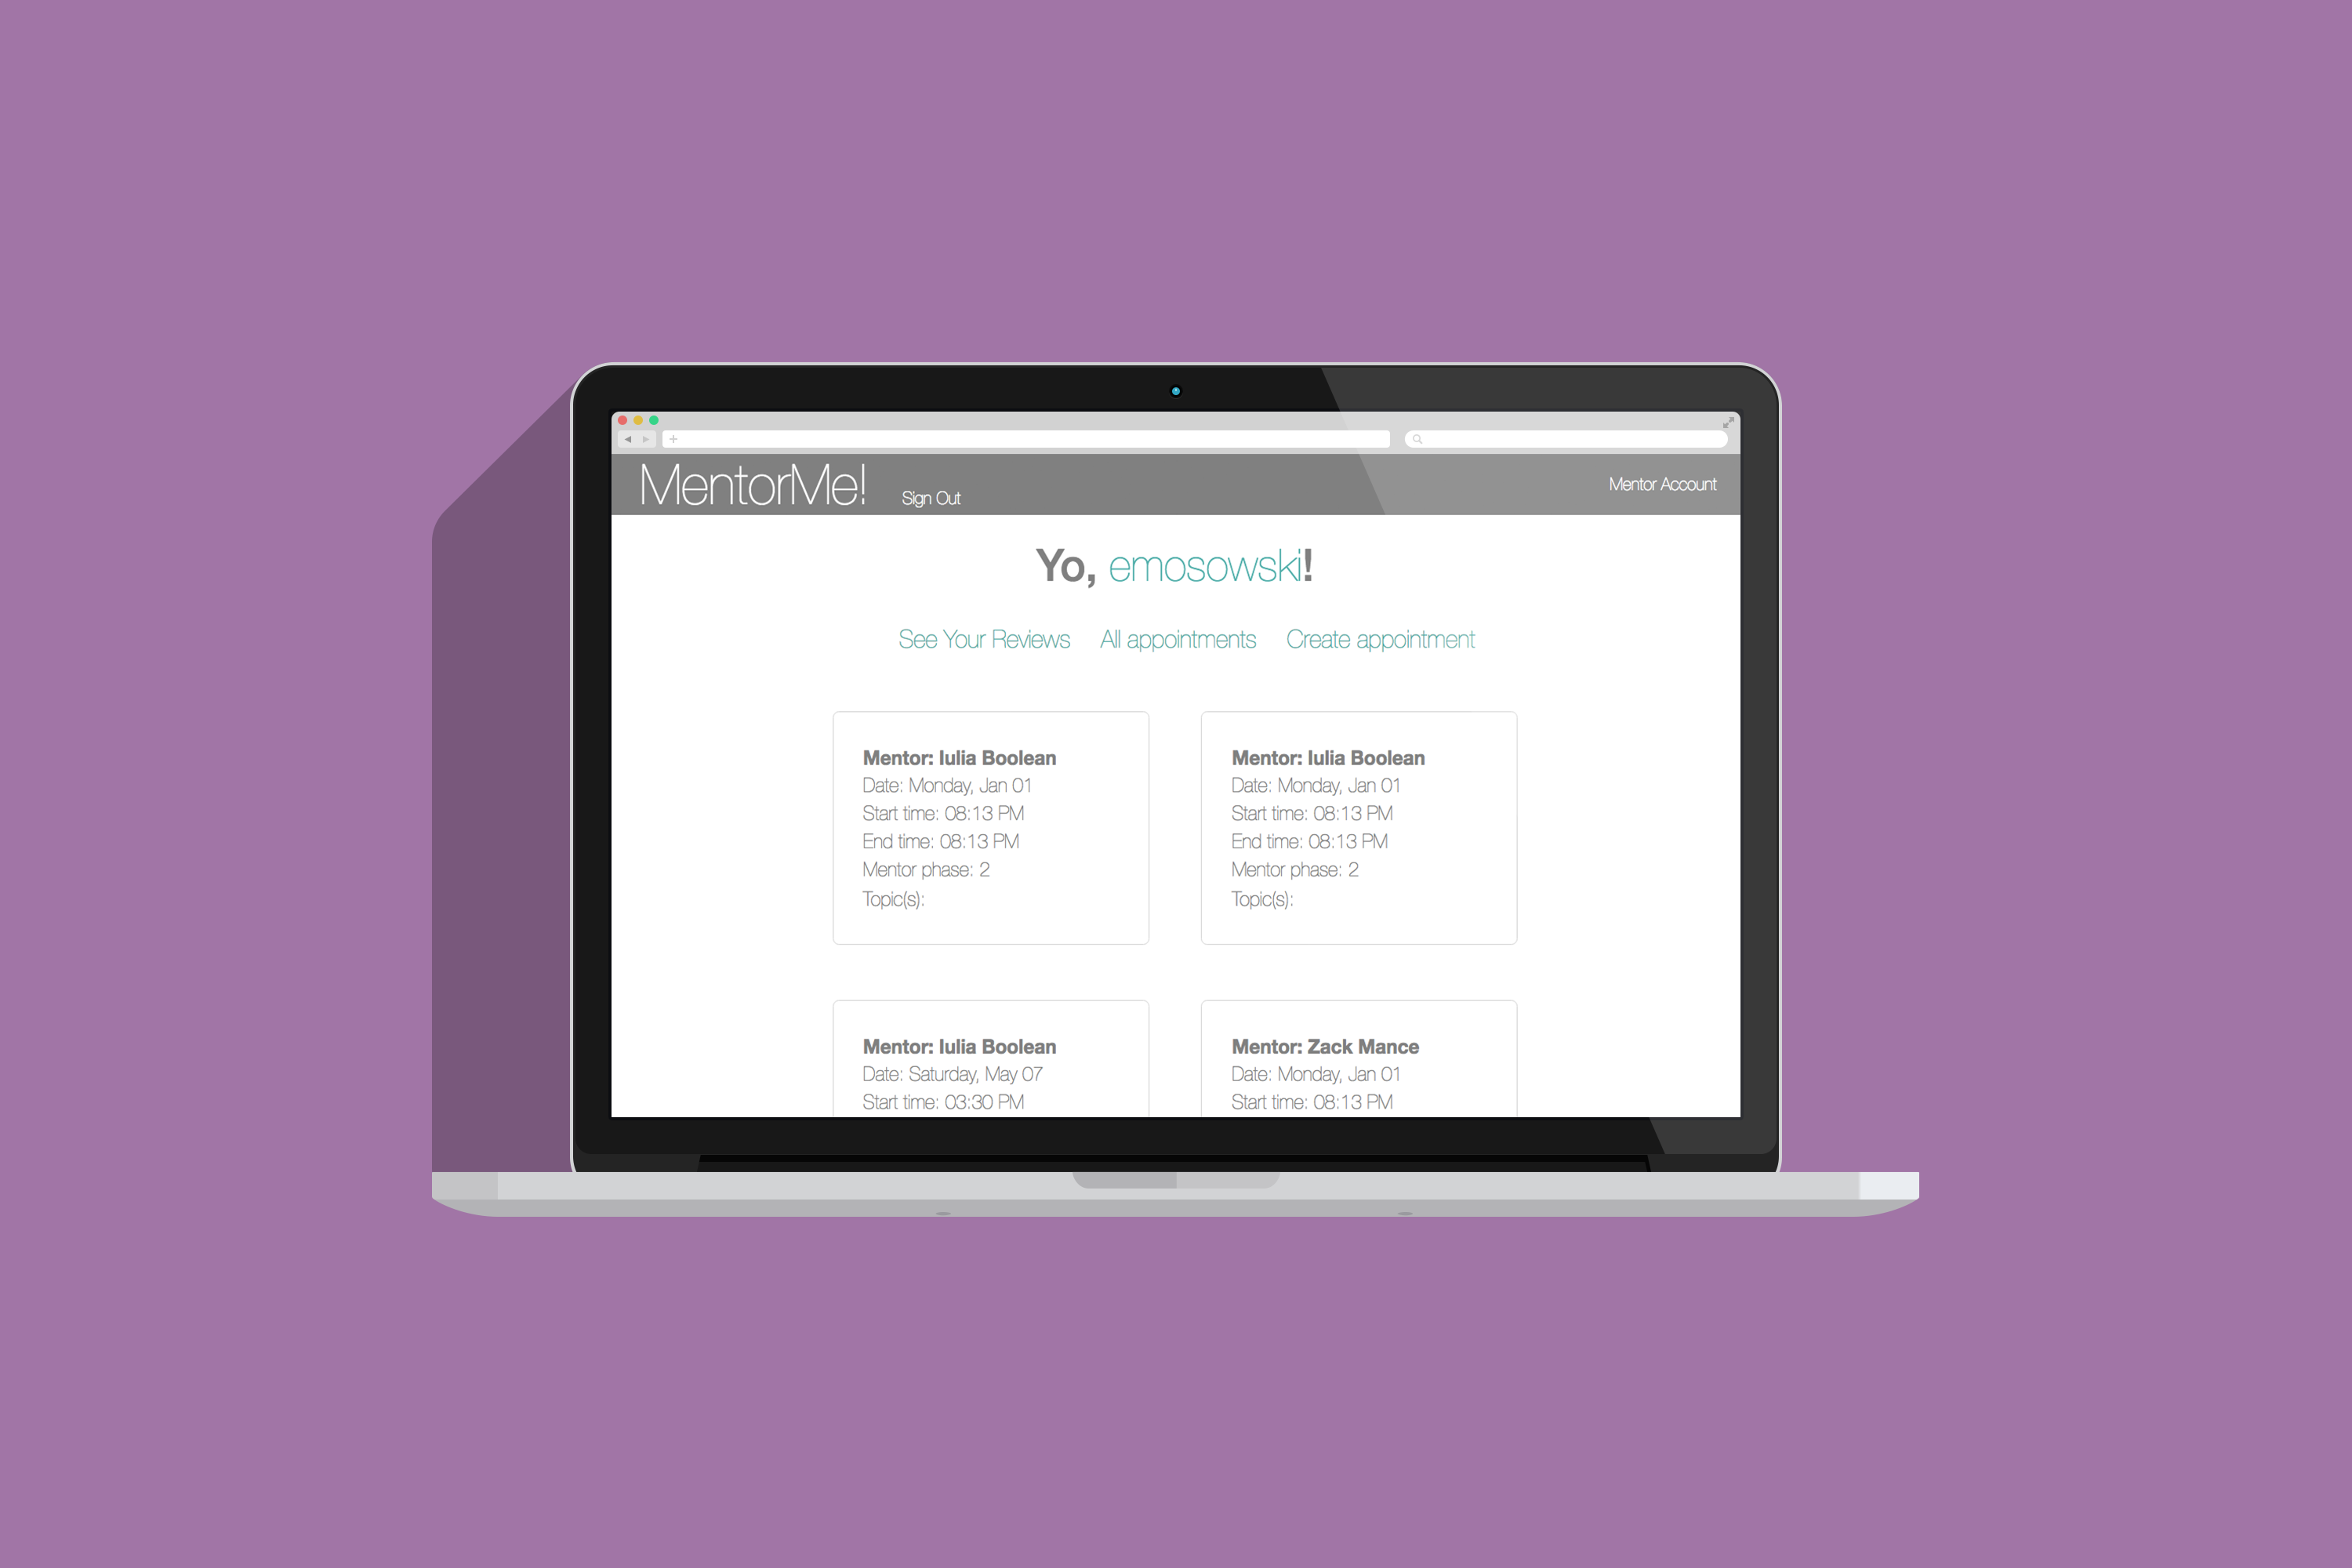 MentorMe! Sign Out Mentor Account
Yo, emosowski!
See Your Reviews All appointments Create appointment
Mentor: Iulia Boolean
Date: Monday, Jan 01
Start time: 08:13 PM
End time: 08:13 PM
Mentor phase: 2
Topic(s):
Mentor: Iulia Boolean
Date: Monday, Jan 01
Start time: 08:13 PM
End time: 08:13 PM
Mentor phase: 2
Topic(s):
Mentor: Iulia Boolean
Date: Saturday, May 07
Start time: 03:30 PM
Mentor: Zack Mance
Date: Monday, Jan 01
Start time: 08:13 PM